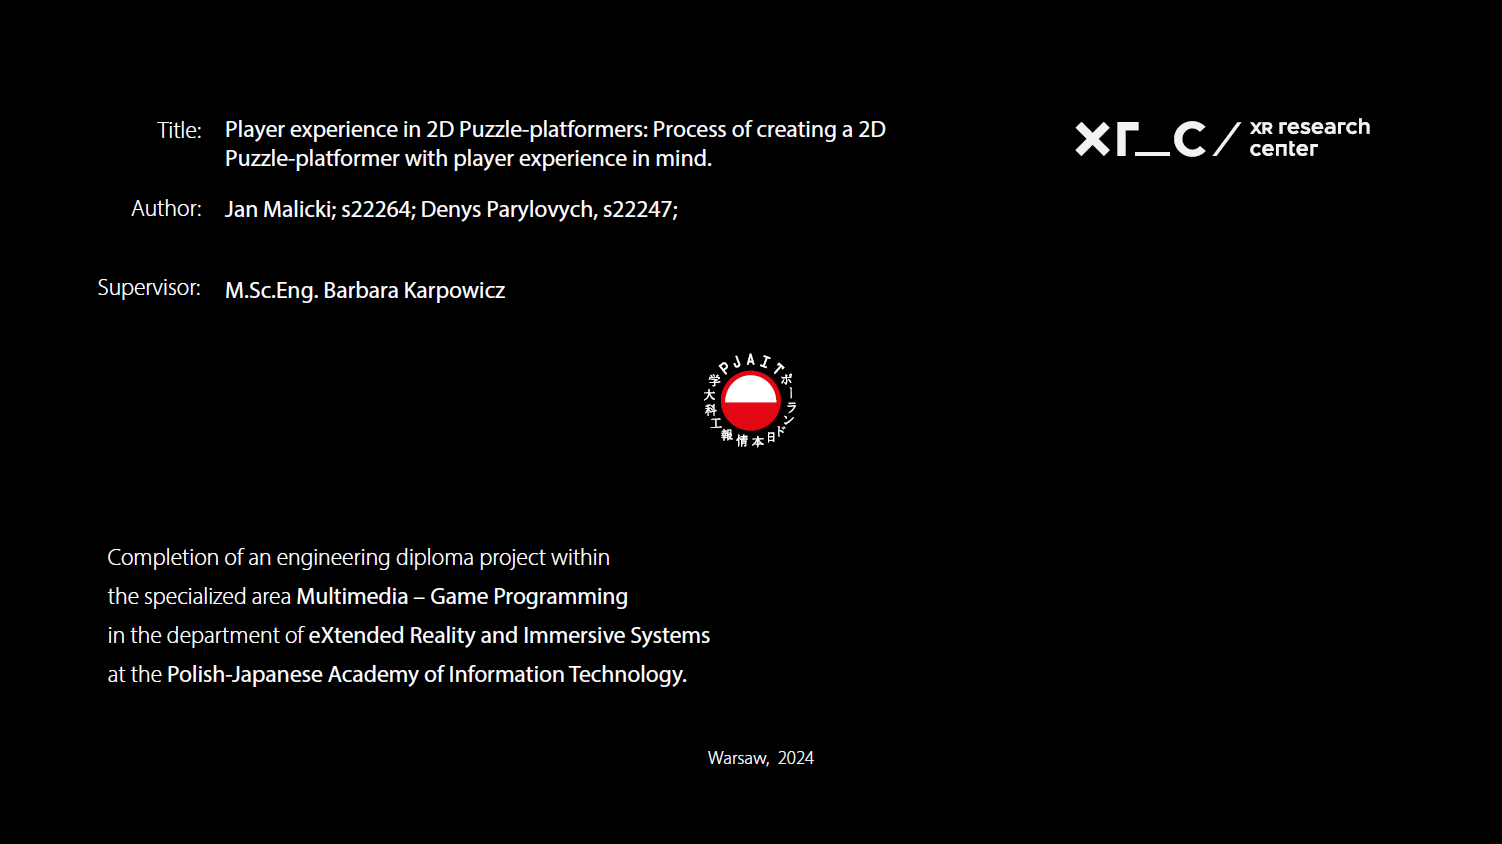 Title: Player experience in 2D Puzzle-platformers: Process of creating a 2D
Puzzle-platformer with player experience in mind.
xr_c / XR research
center
Author: Jan Malicki; s22264; Denys Parylovych, s22247;
Supervisor: M.Sc.Eng. Barbara Karpowicz
PJAIT
ポーランド日本情報工科大学
Completion of an engineering diploma project within
the specialized area Multimedia – Game Programming
in the department of eXtended Reality and Immersive Systems
at the Polish-Japanese Academy of Information Technology.
Warsaw, 2024